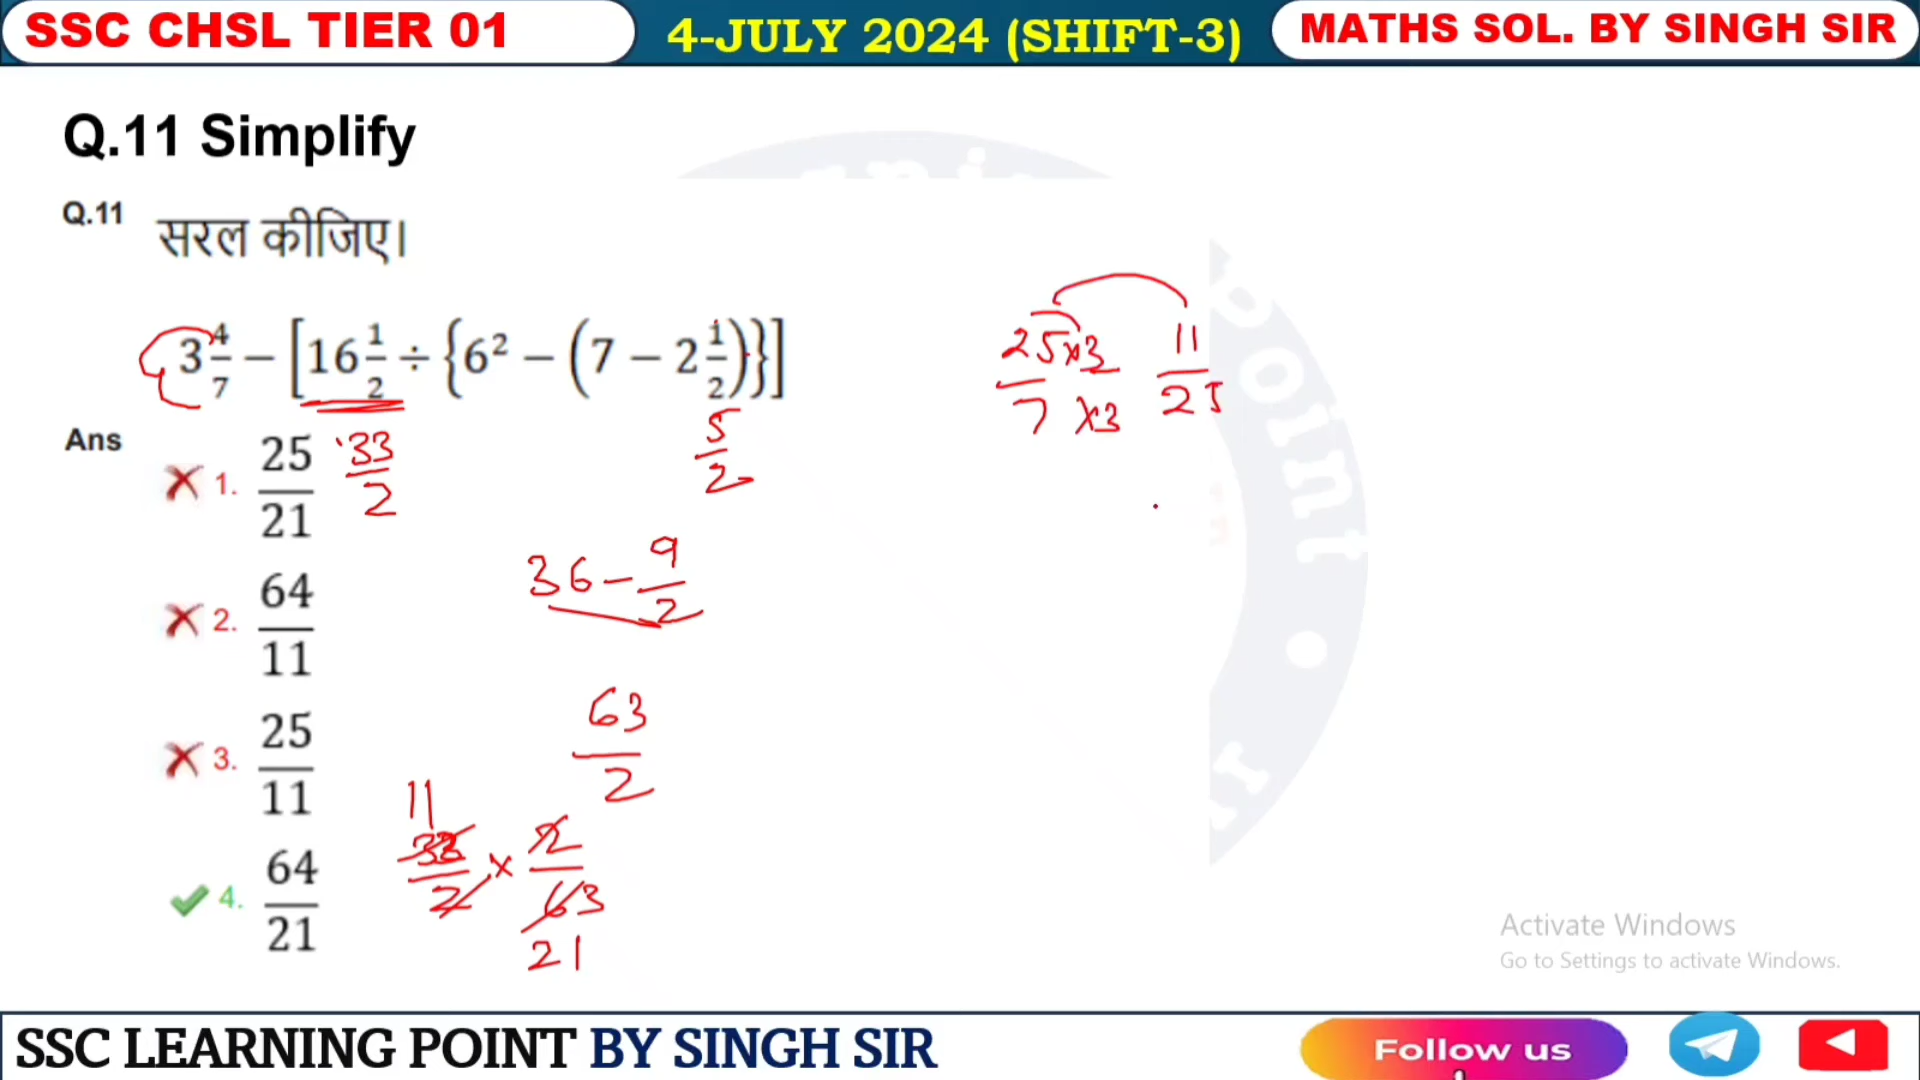 SSC CHSL TIER 01
4-JULY 2024 (SHIFT-3)
MATHS SOL. BY SINGH SIR
Q.11 Simplify
Q.11 सरल कीजिए।
3 4/7 − [16 1/2 ÷ {6² − (7 − 2 1/2)}]
33/2
5/2
25×3 11
7 ×3 25
Ans
1. 25/21
2. 64/11
3. 25/11
4. 64/21
36 − 9/2
63/2
11
33/2 × 2/63
21
Activate Windows
Go to Settings to activate Windows.
SSC LEARNING POINT BY SINGH SIR
Follow us